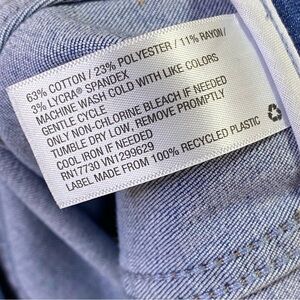 63% COTTON / 23% POLYESTER / 11% RAYON /
3% LYCRA® SPANDEX
MACHINE WASH COLD WITH LIKE COLORS
GENTLE CYCLE
ONLY NON-CHLORINE BLEACH IF NEEDED
TUMBLE DRY LOW, REMOVE PROMPTLY
COOL IRON IF NEEDED
RN17730 VN1299629
LABEL MADE FROM 100% RECYCLED PLASTIC